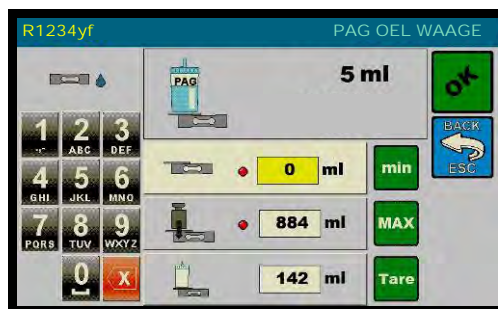 R1234yf PAG OEL WAAGE
PAG 5 ml OK
BACK
ESC
1 2 ABC 3 DEF
4 GHI 5 JKL 6 MNO
7 PQRS 8 TUV 9 WXYZ
0 X
0 ml min
884 ml MAX
142 ml Tare